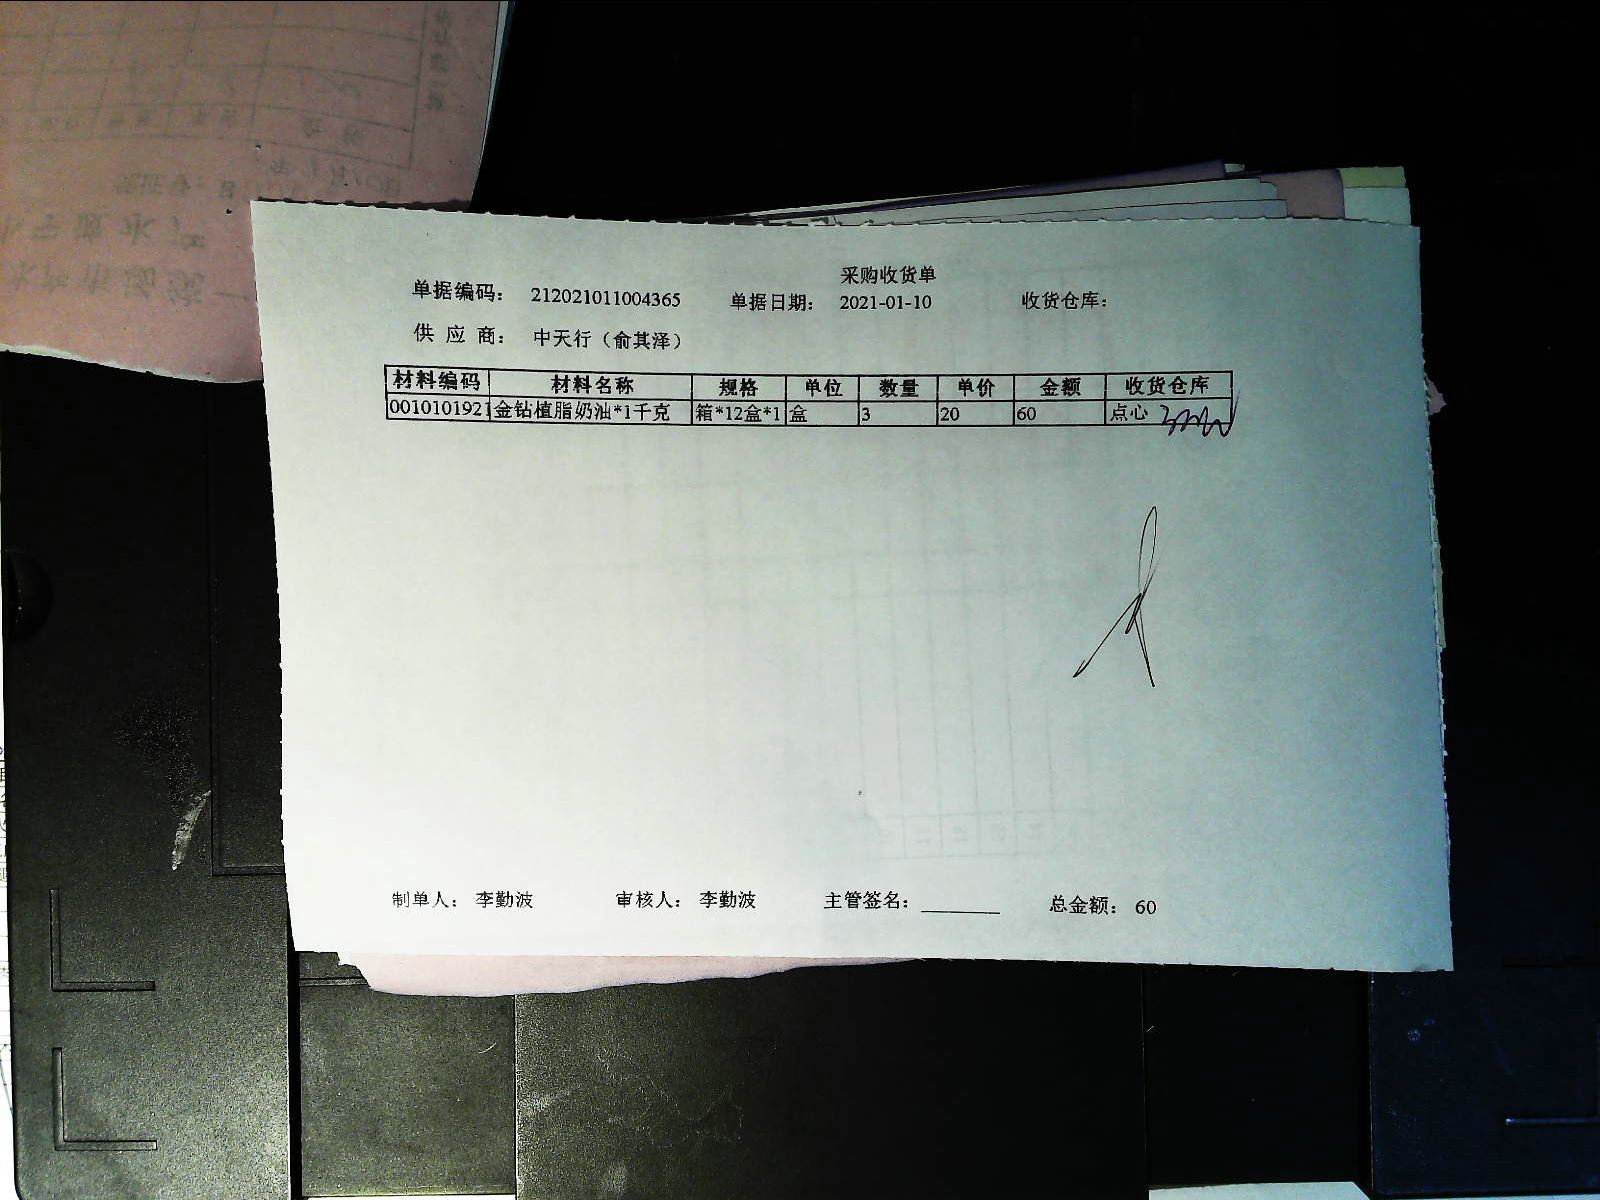 采购收货单
单据编码： 212021011004365 单据日期： 2021-01-10 收货仓库：
供 应 商： 中天行（俞其泽）
材料编码 材料名称 规格 单位 数量 单价 金额 收货仓库
0010101921 金钻植脂奶油*1千克 箱*12盒*1 盒 3 20 60 点心
制单人： 李勤波 审核人： 李勤波 主管签名： 总金额： 60